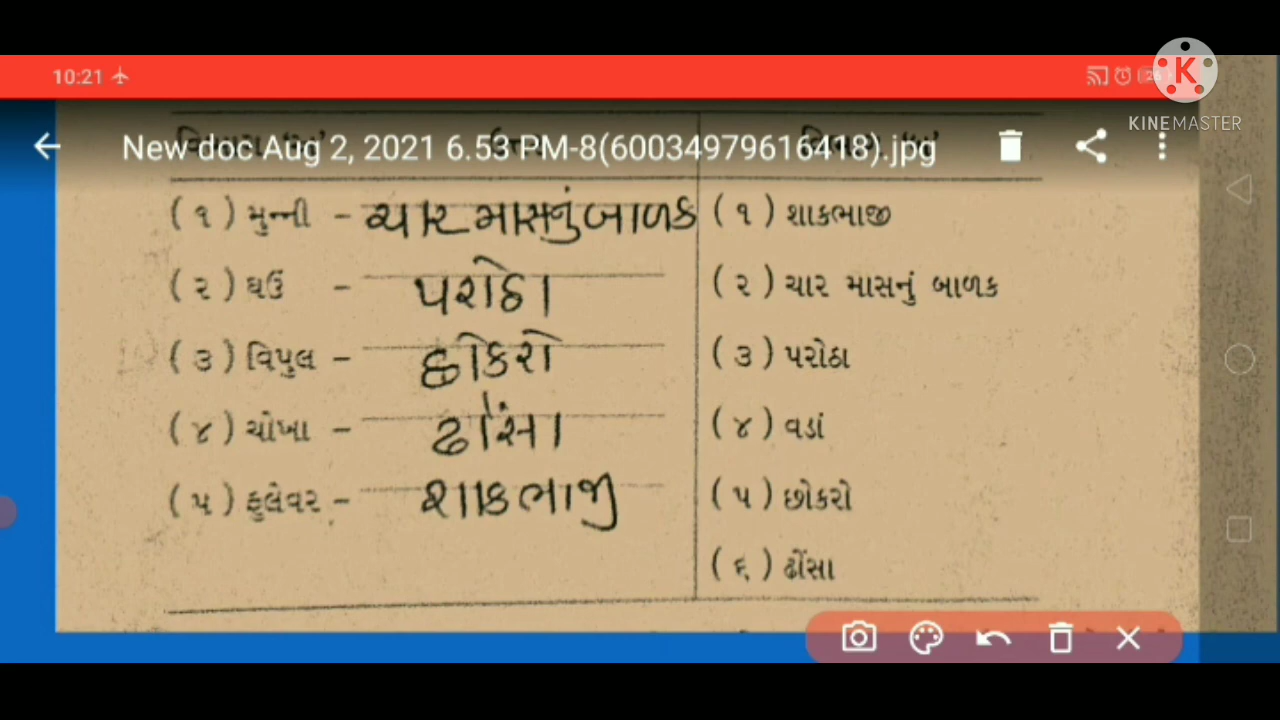 10:21
26
KINEMASTER
New doc Aug 2, 2021 6.53 PM-8(60034979616418).jpg
(૧) મુન્ની - ચાર માસનું બાળક (૧) શાકભાજી
(૨) ઘઉં - પરોઠા (૨) ચાર માસનું બાળક
(૩) વિપુલ - છોકરો (૩) પરોઠા
(૪) ચોખા - ઢોંસા (૪) વડાં
(૫) ફુલેવર - શાકભાજી (૫) છોકરો
(૬) ઢોંસા